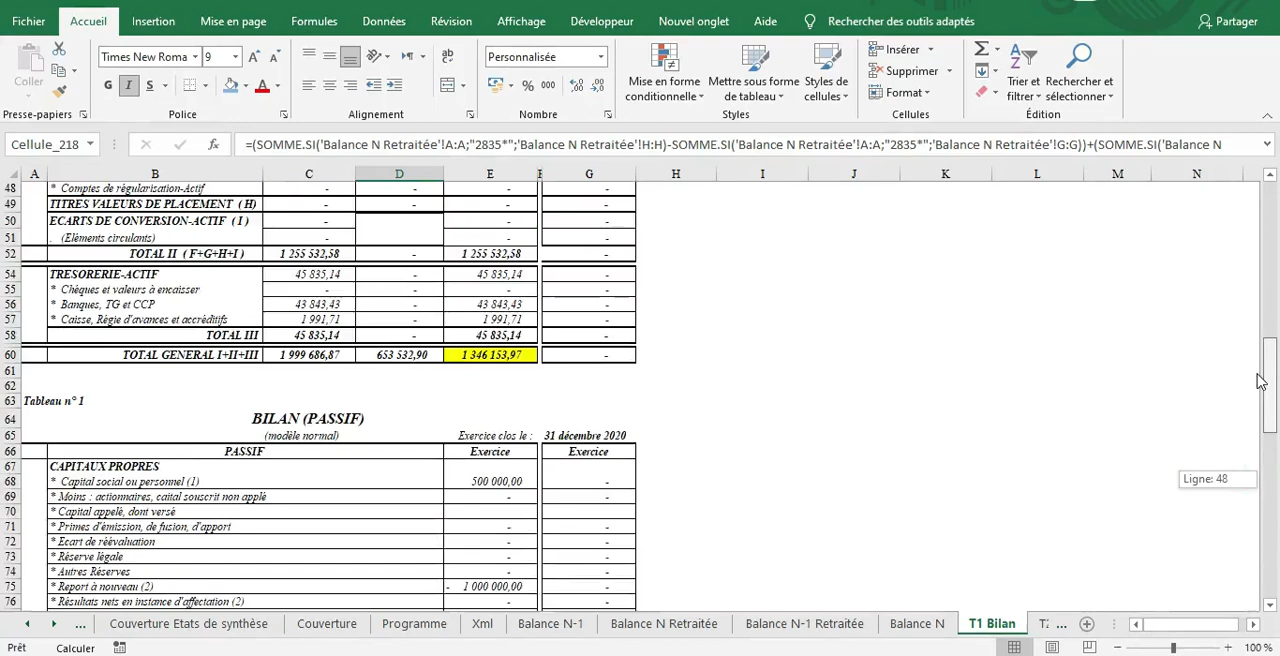 Fichier Accueil Insertion Mise en page Formules Données Révision Affichage Développeur Nouvel onglet Aide Rechercher des outils adaptés Partager
Coller
Times New Roma 9
G I S A
ab
Personnalisée
% 000
Mise en forme conditionnelle
Mettre sous forme de tableau
Styles de cellules
Insérer
Supprimer
Format
Trier et filtrer
Rechercher et sélectionner
Presse-papiers Police Alignement Nombre Styles Cellules Édition
Cellule_218 fx =(SOMME.SI('Balance N Retraitée'!A:A;"2835*";'Balance N Retraitée'!H:H)-SOMME.SI('Balance N Retraitée'!A:A;"2835*";'Balance N Retraitée'!G:G))+(SOMME.SI('Balance N
A B C D E F G H I J K L M N
48 * Comptes de régularisation-Actif - - - -
49 TITRES VALEURS DE PLACEMENT ( H) - - - -
50 ECARTS DE CONVERSION-ACTIF ( I ) - - -
51 . (Eléments circulants) - - -
52 TOTAL II ( F+G+H+I ) 1 255 532,58 - 1 255 532,58 -
54 TRESORERIE-ACTIF 45 835,14 - 45 835,14 -
55 * Chèques et valeurs à encaisser - - - -
56 * Banques, TG et CCP 43 843,43 - 43 843,43 -
57 * Caisse, Règie d'avances et accréditifs 1 991,71 - 1 991,71 -
58 TOTAL III 45 835,14 - 45 835,14 -
60 TOTAL GENERAL I+II+III 1 999 686,87 653 532,90 1 346 153,97 -
61
62
63 Tableau n° 1
64 BILAN (PASSIF)
65 (modèle normal) Exercice clos le : 31 décembre 2020
66 PASSIF Exercice Exercice
67 CAPITAUX PROPRES
68 * Capital social ou personnel (1) 500 000,00 -
69 * Moins : actionnaires, caital souscrit non applé - -
70 * Capital appelé, dont versé -
71 * Primes d'émission, de fusion, d'apport - -
72 * Ecart de réévaluation - -
73 * Réserve légale - -
74 * Autres Réserves - -
75 * Report à nouveau (2) - 1 000 000,00 -
76 * Résultats nets en instance d'affectation (2) - -
Ligne: 48
... Couverture Etats de synthèse Couverture Programme Xml Balance N-1 Balance N Retraitée Balance N-1 Retraitée Balance N T1 Bilan ...
Prêt Calculer 100 %